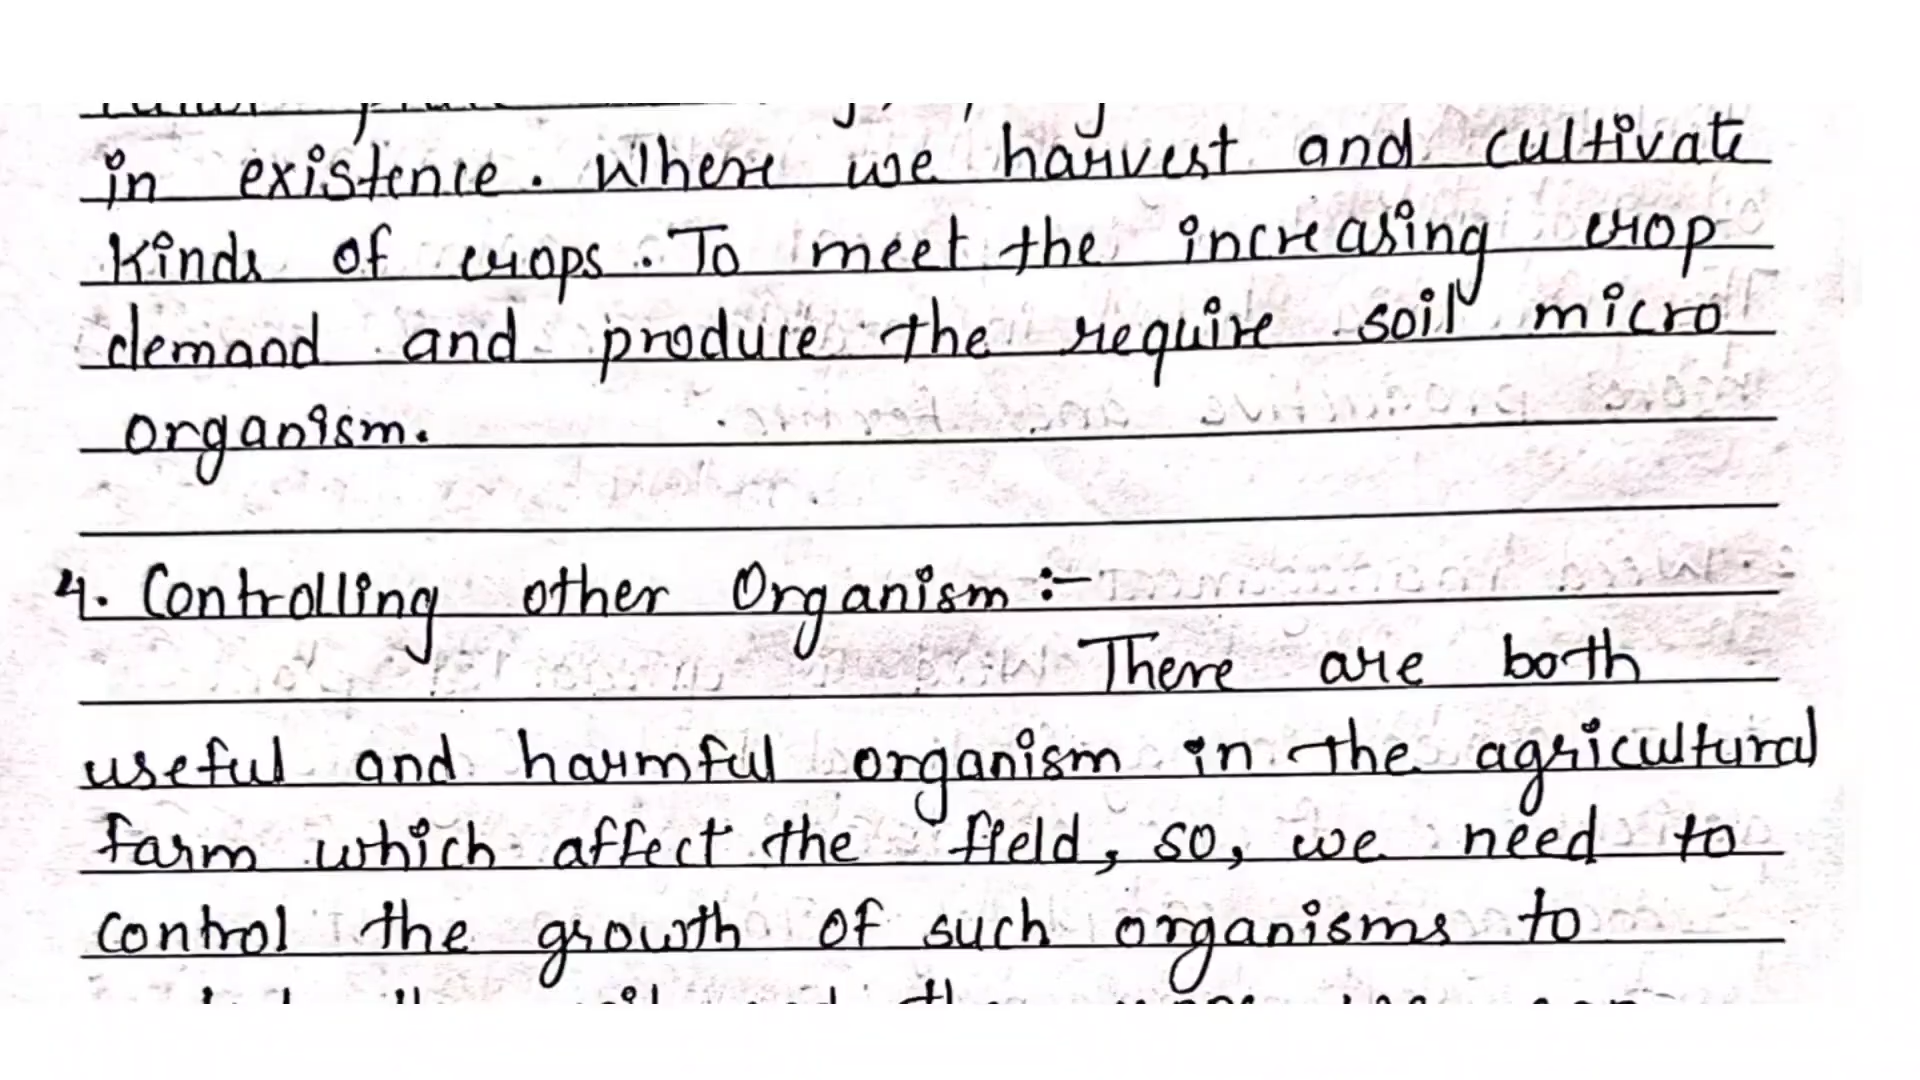 in existence. Where we harvest and cultivate
kinds of crops. To meet the increasing crop
demand and produce the require soil micro
organism.
4. Controlling other Organism :-
There are both
useful and harmful organism in the agricultural
farm which affect the field, so, we need to
control the growth of such organisms to